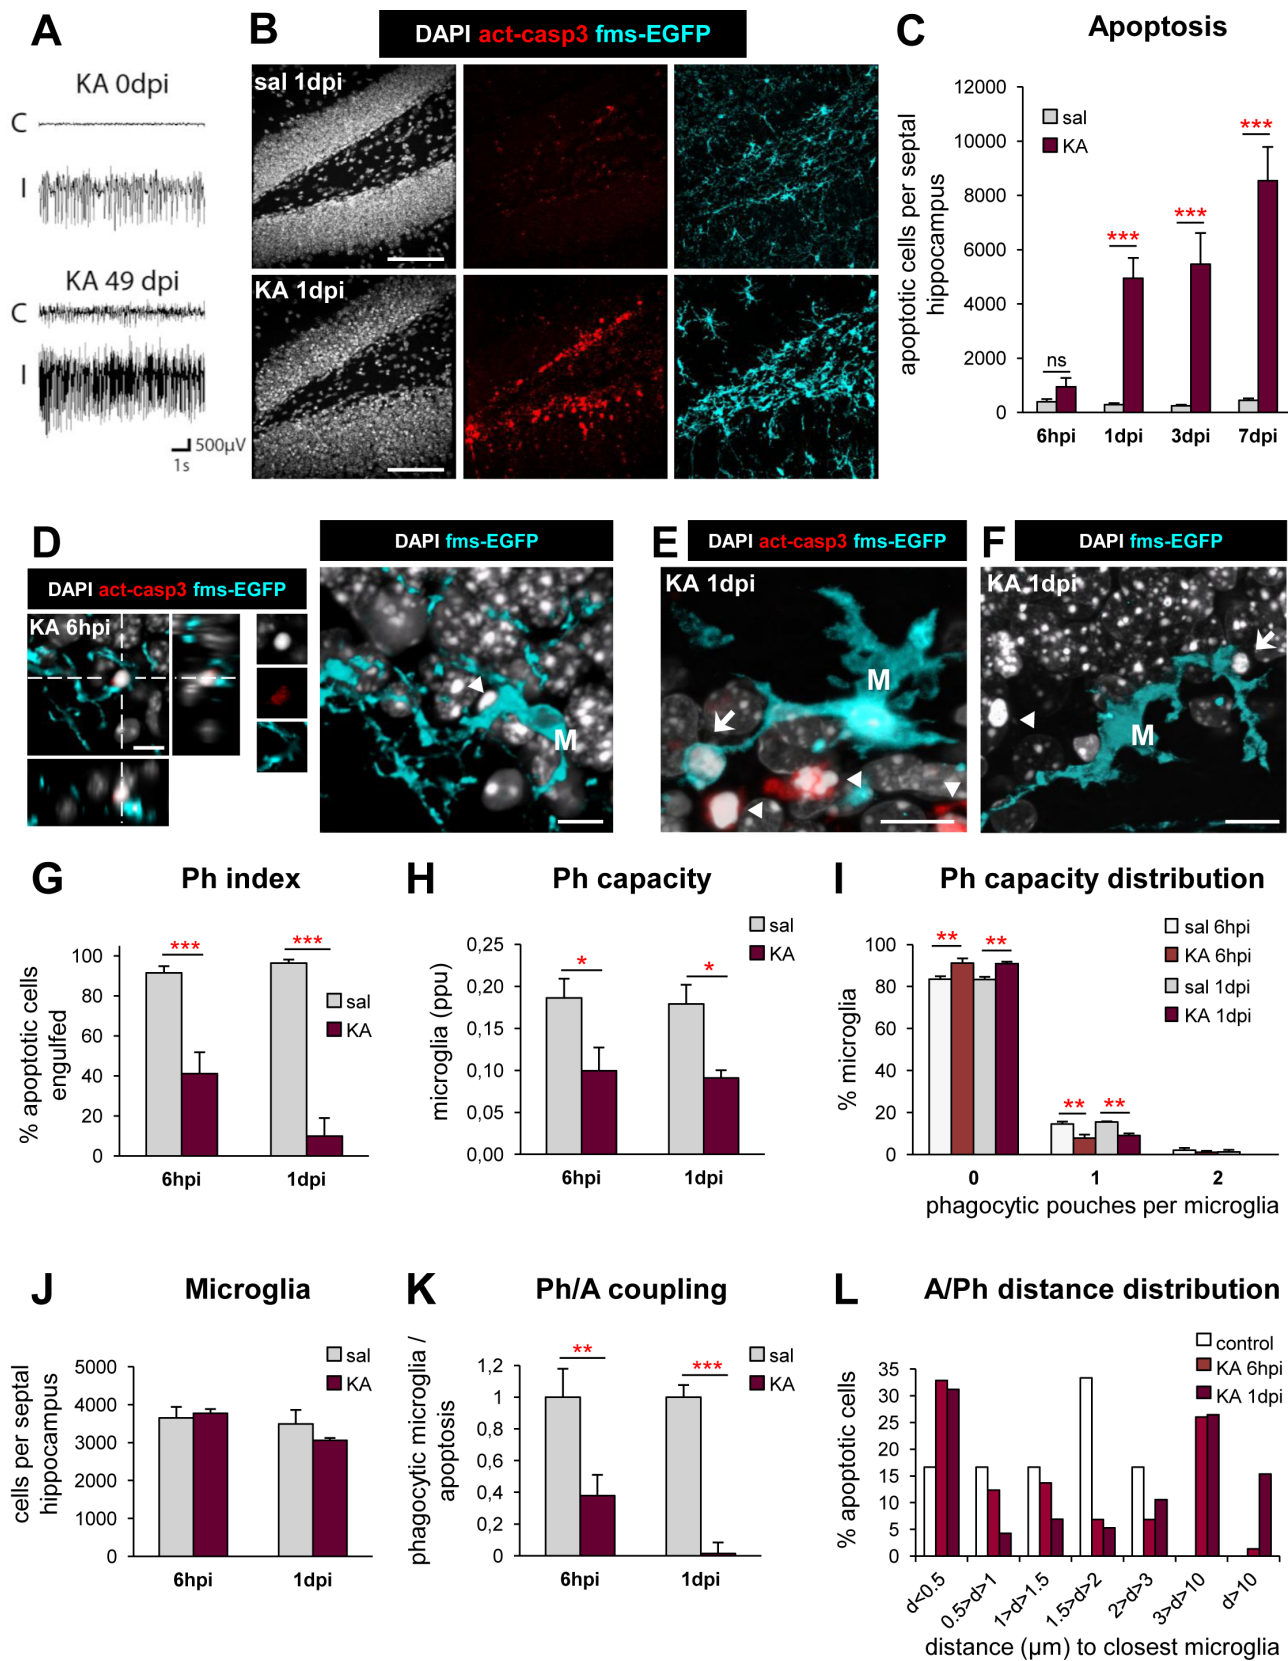 A
KA 0dpi
C
I
KA 49 dpi
C
I
500µV
1s
B
DAPI act-casp3 fms-EGFP
sal 1dpi
KA 1dpi
C
Apoptosis
apoptotic cells per septal
hippocampus
12000
10000
8000
6000
4000
2000
0
sal
KA
ns
***
***
***
6hpi
1dpi
3dpi
7dpi
D
DAPI act-casp3 fms-EGFP
KA 6hpi
DAPI fms-EGFP
M
E
DAPI act-casp3 fms-EGFP
KA 1dpi
M
F
DAPI fms-EGFP
KA 1dpi
M
G
Ph index
% apoptotic cells
engulfed
100
80
60
40
20
0
***
***
sal
KA
6hpi
1dpi
H
Ph capacity
microglia (ppu)
0,25
0,20
0,15
0,10
0,05
0,00
*
*
sal
KA
6hpi
1dpi
I
Ph capacity distribution
% microglia
100
80
60
40
20
0
**
**
**
**
sal 6hpi
KA 6hpi
sal 1dpi
KA 1dpi
0
1
2
phagocytic pouches per microglia
J
Microglia
cells per septal
hippocampus
5000
4000
3000
2000
1000
0
sal
KA
6hpi
1dpi
K
Ph/A coupling
phagocytic microglia /
apoptosis
1,2
1
0,8
0,6
0,4
0,2
0
**
***
sal
KA
6hpi
1dpi
L
A/Ph distance distribution
% apoptotic cells
35
30
25
20
15
10
5
0
control
KA 6hpi
KA 1dpi
d<0.5
0.5>d>1
1>d>1.5
1.5>d>2
2>d>3
3>d>10
d>10
distance (µm) to closest microglia